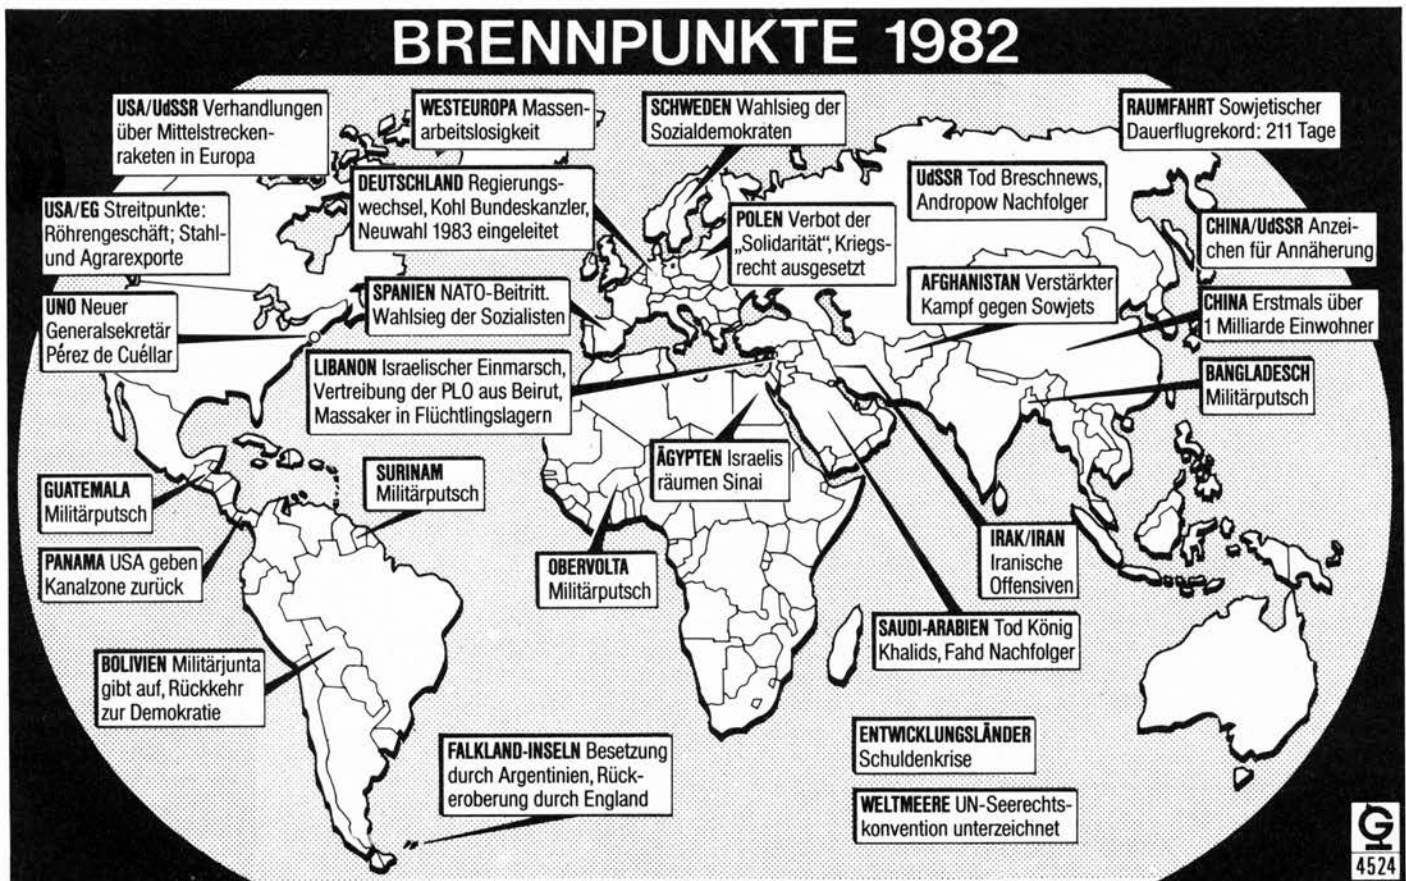 BRENNPUNKTE 1982
USA/UdSSR Verhandlungen
über Mittelstrecken-
raketen in Europa
WESTEUROPA Massen-
arbeitslosigkeit
SCHWEDEN Wahlsieg der
Sozialdemokraten
RAUMFAHRT Sowjetischer
Dauerflugrekord: 211 Tage
USA/EG Streitpunkte:
Röhrengeschäft; Stahl-
und Agrarexporte
DEUTSCHLAND Regierungs-
wechsel, Kohl Bundeskanzler,
Neuwahl 1983 eingeleitet
POLEN Verbot der
„Solidarität“, Kriegs-
recht ausgesetzt
UdSSR Tod Breschnews,
Andropow Nachfolger
CHINA/UdSSR Anzei-
chen für Annäherung
UNO Neuer
Generalsekretär
Pérez de Cuéllar
SPANIEN NATO-Beitritt.
Wahlsieg der Sozialisten
AFGHANISTAN Verstärkter
Kampf gegen Sowjets
CHINA Erstmals über
1 Milliarde Einwohner
LIBANON Israelischer Einmarsch,
Vertreibung der PLO aus Beirut,
Massaker in Flüchtlingslagern
BANGLADESCH
Militärputsch
GUATEMALA
Militärputsch
SURINAM
Militärputsch
ÄGYPTEN Israelis
räumen Sinai
PANAMA USA geben
Kanalzone zurück
OBERVOLTA
Militärputsch
IRAK/IRAN
Iranische
Offensiven
BOLIVIEN Militärjunta
gibt auf, Rückkehr
zur Demokratie
SAUDI-ARABIEN Tod König
Khalids, Fahd Nachfolger
FALKLAND-INSELN Besetzung
durch Argentinien, Rück-
eroberung durch England
ENTWICKLUNGSLÄNDER
Schuldenkrise
WELTMEERE UN-Seerechts-
konvention unterzeichnet
G
4524